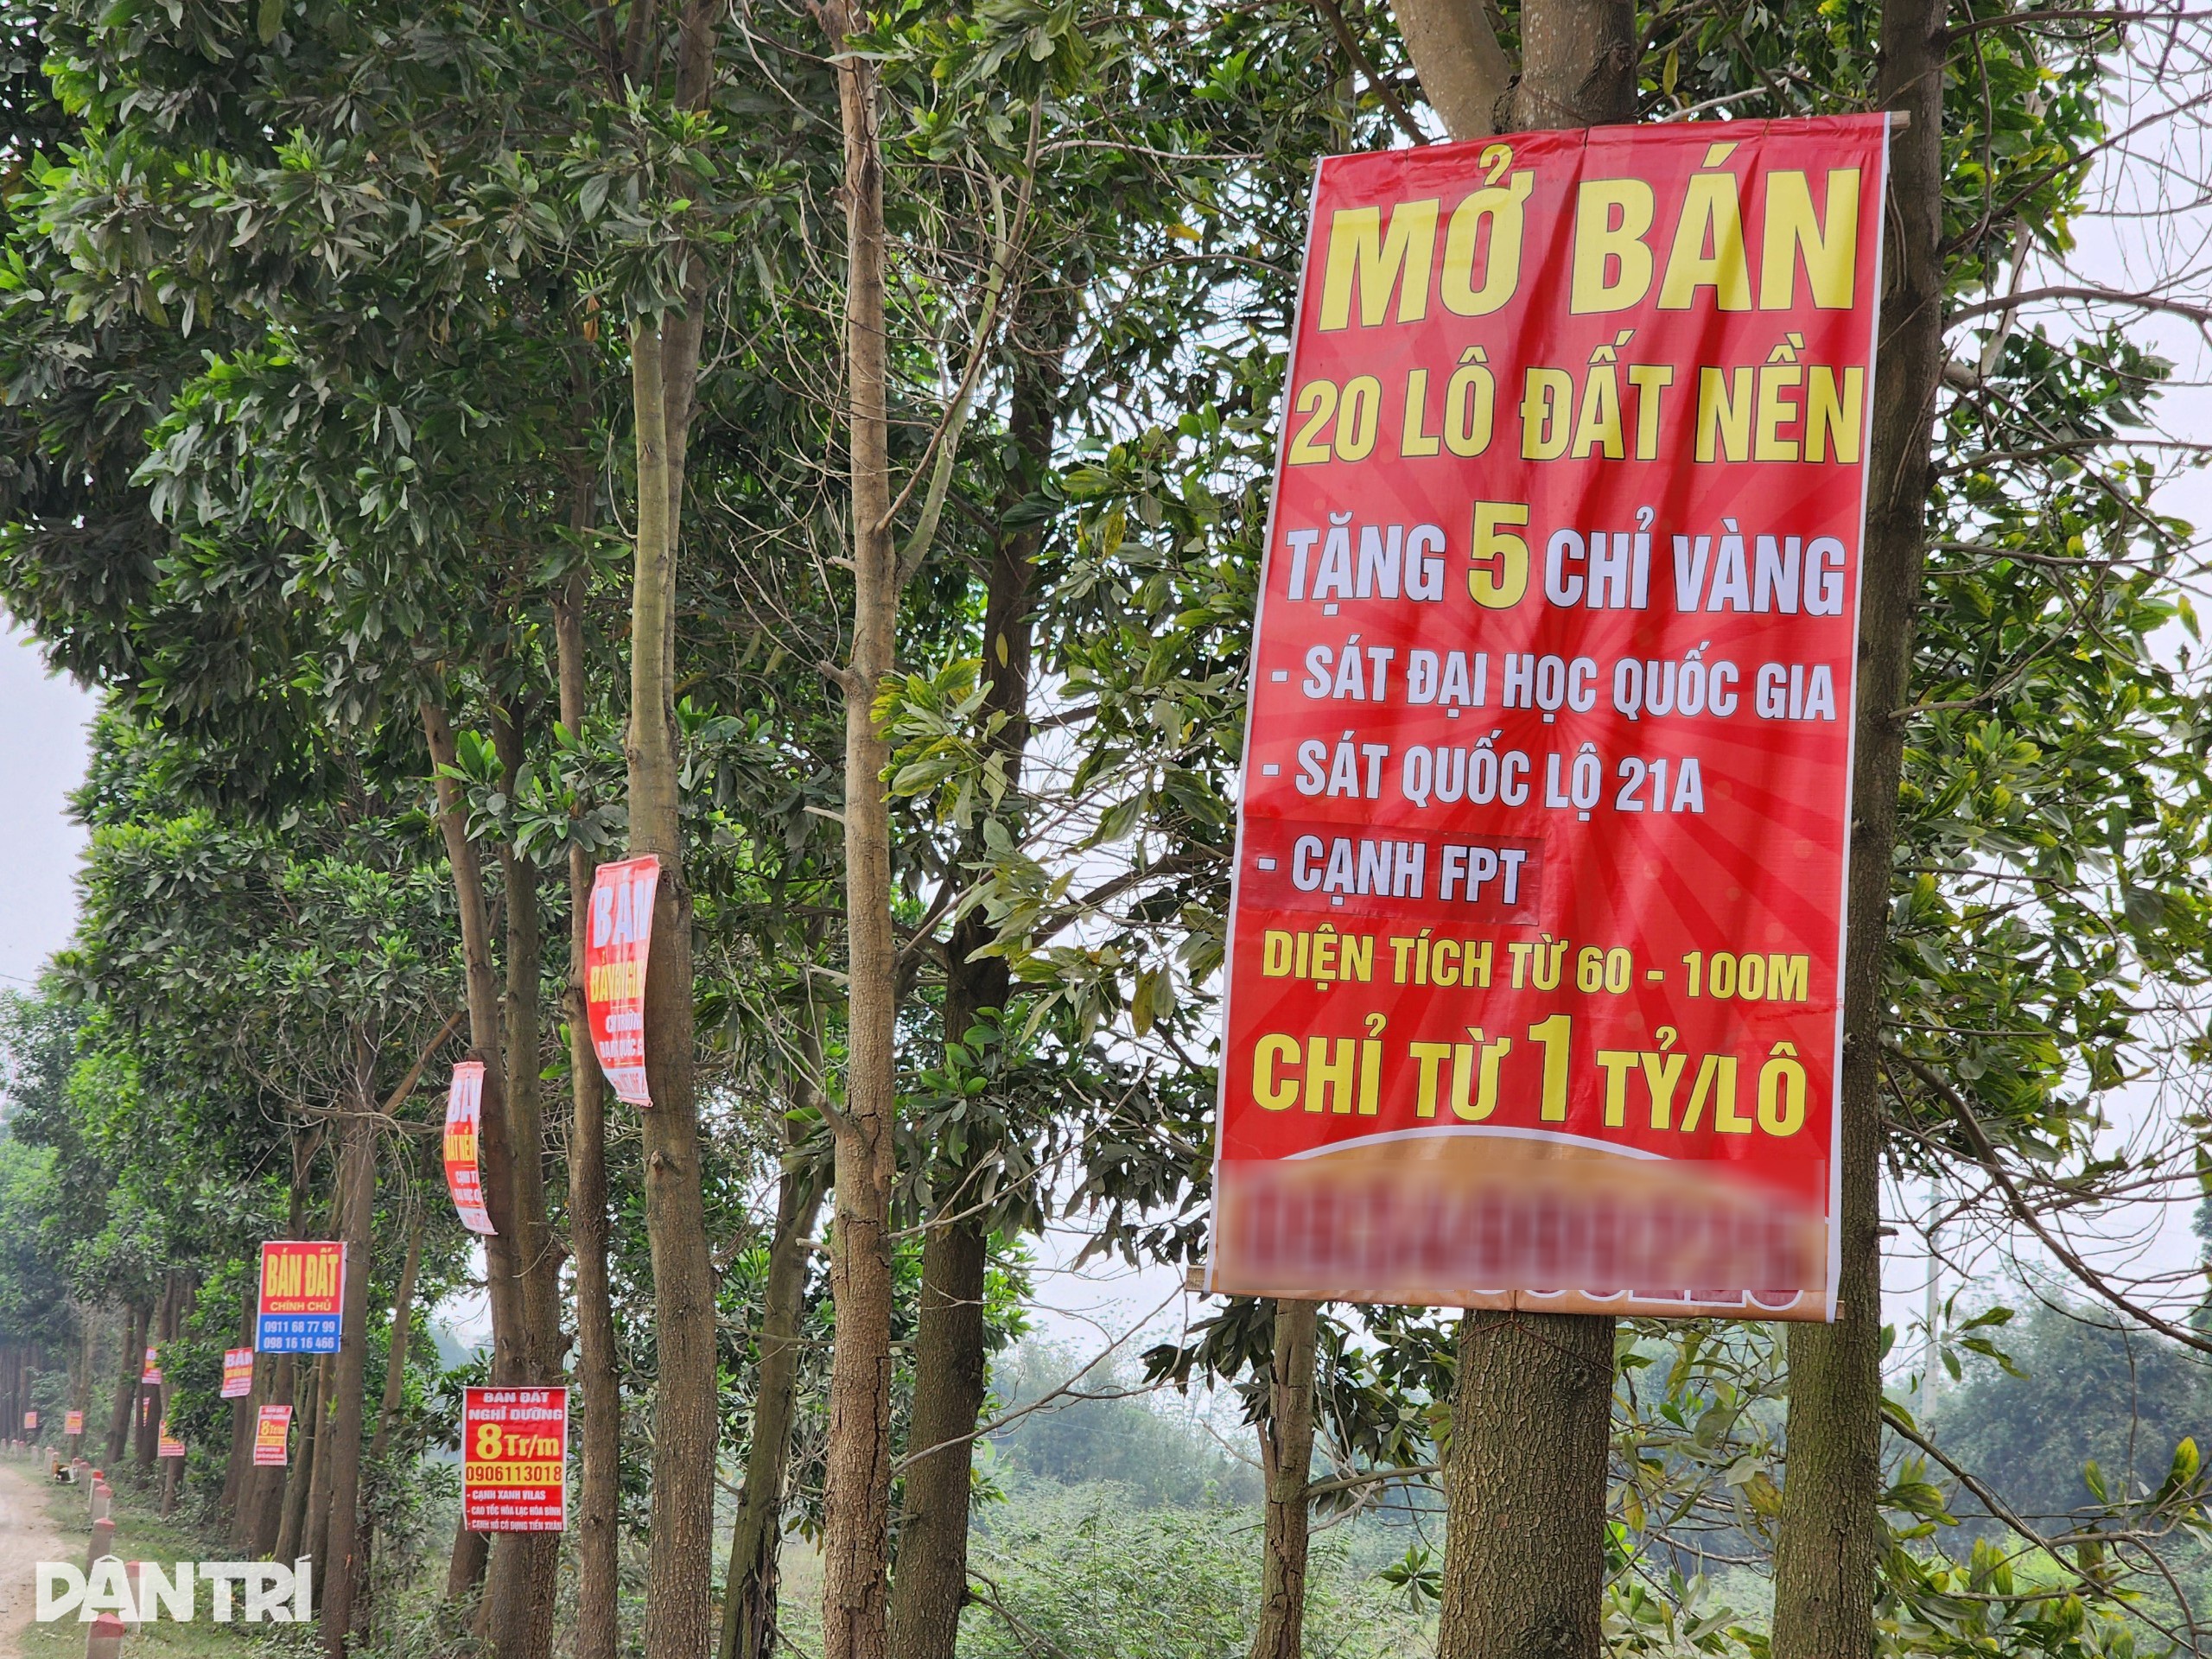 MỞ BÁN
20 LÔ ĐẤT NỀN
TẶNG 5 CHỈ VÀNG
- SÁT ĐẠI HỌC QUỐC GIA
- SÁT QUỐC LỘ 21A
- CẠNH FPT
DIỆN TÍCH TỪ 60 - 100M
CHỈ TỪ 1 TỶ/LÔ
BÁN
BÁN ĐẤT
CHÍNH CHỦ
0911 68 77 99
098 16 16 466
BÁN ĐẤT
NGHỈ DƯỠNG
8Tr/m
0906113018
- CẠNH XANH VILAS
- CAO TỐC HÒA LẠC HÒA BÌNH
- CẠNH HỒ CÓ DỤNG TIẾN XUÂN
BÁN
8Tr/m
DÂN TRÍ